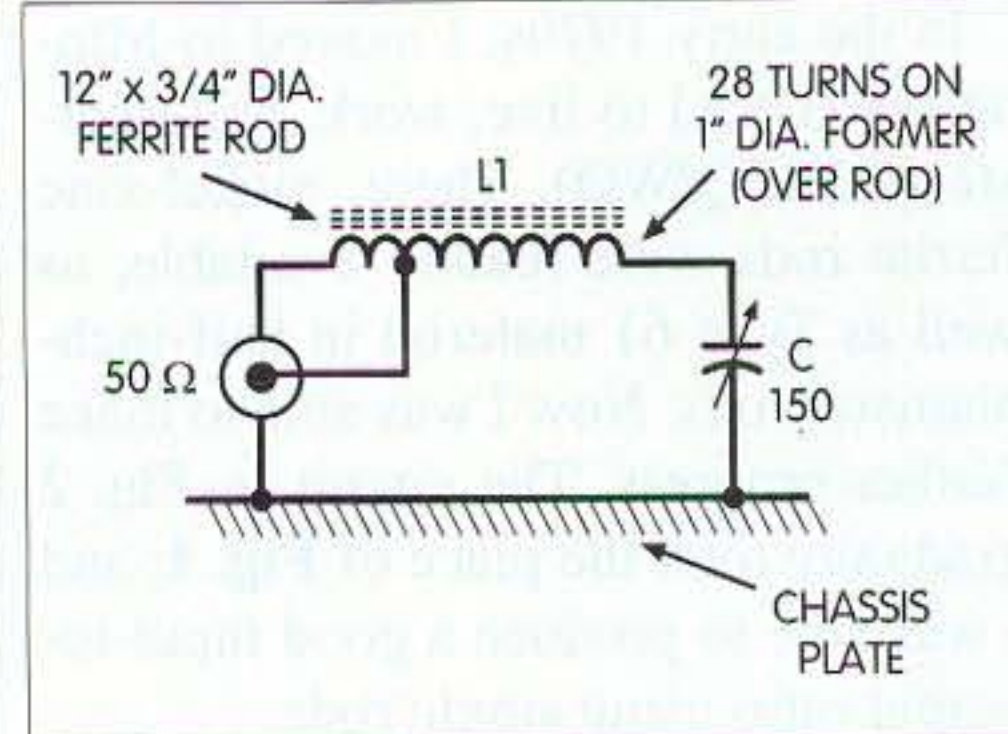 12" x 3/4" DIA.
FERRITE ROD
28 TURNS ON
1" DIA. FORMER
(OVER ROD)
L1
50 Ω
C
150
CHASSIS
PLATE